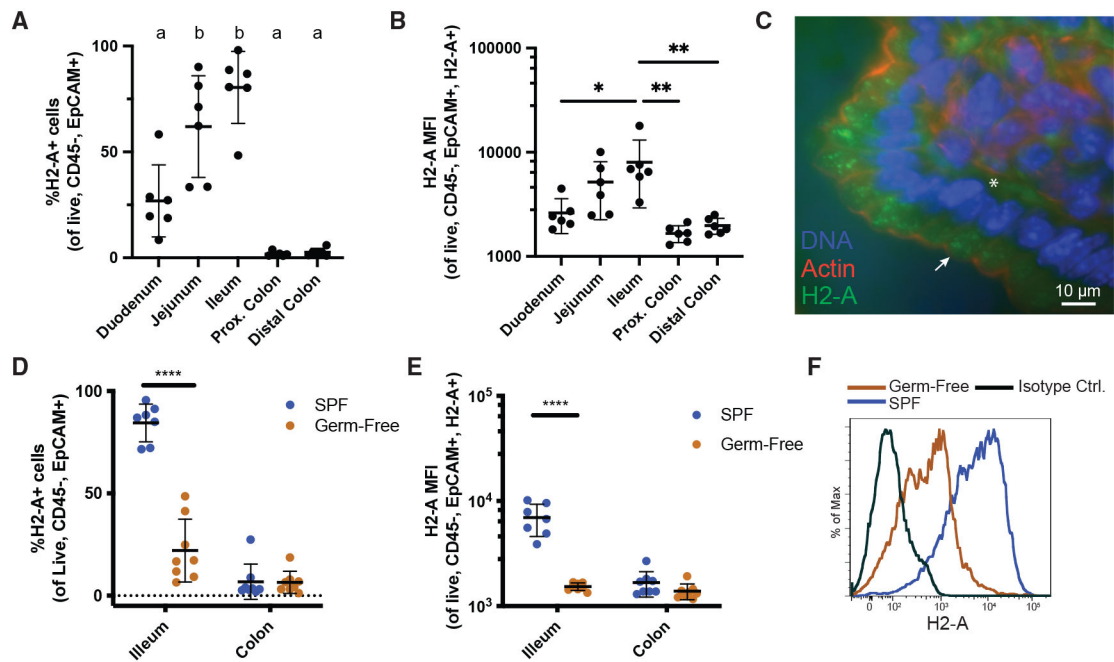 A
%H2-A+ cells
(of live, CD45-, EpCAM+)
100
50
0
a
b
b
a
a
Duodenum
Jejunum
Ileum
Prox. Colon
Distal Colon
B
H2-A MFI
(of live, CD45-, EpCAM+, H2-A+)
100000
10000
1000
*
**
**
Duodenum
Jejunum
Ileum
Prox. Colon
Distal Colon
C
*
DNA
Actin
H2-A
10 µm
D
%H2-A+ cells
(of Live, CD45-, EpCAM+)
100
50
0
****
SPF
Germ-Free
Illeum
Colon
E
H2-A MFI
(of live, CD45-, EpCAM+, H2-A+)
10⁵
10⁴
10³
****
SPF
Germ-Free
Illeum
Colon
F
Germ-Free
Isotype Ctrl.
SPF
% of Max
0
10²
10³
10⁴
10⁵
H2-A